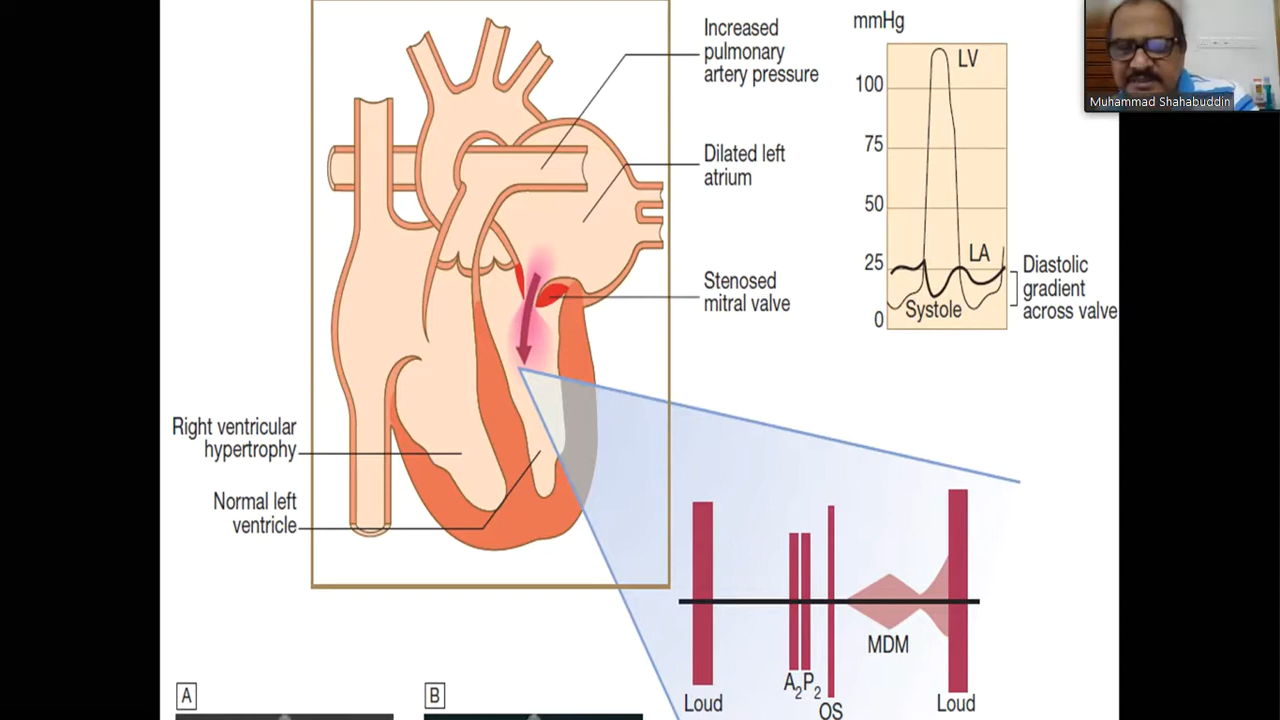 Increased
pulmonary
artery pressure
Dilated left
atrium
Stenosed
mitral valve
Right ventricular
hypertrophy
Normal left
ventricle
mmHg
100
75
50
25
0
LV
LA
Systole
Diastolic
gradient
across valve
Muhammad Shahabuddin
MDM
A2P2
Loud
OS
Loud
A
B